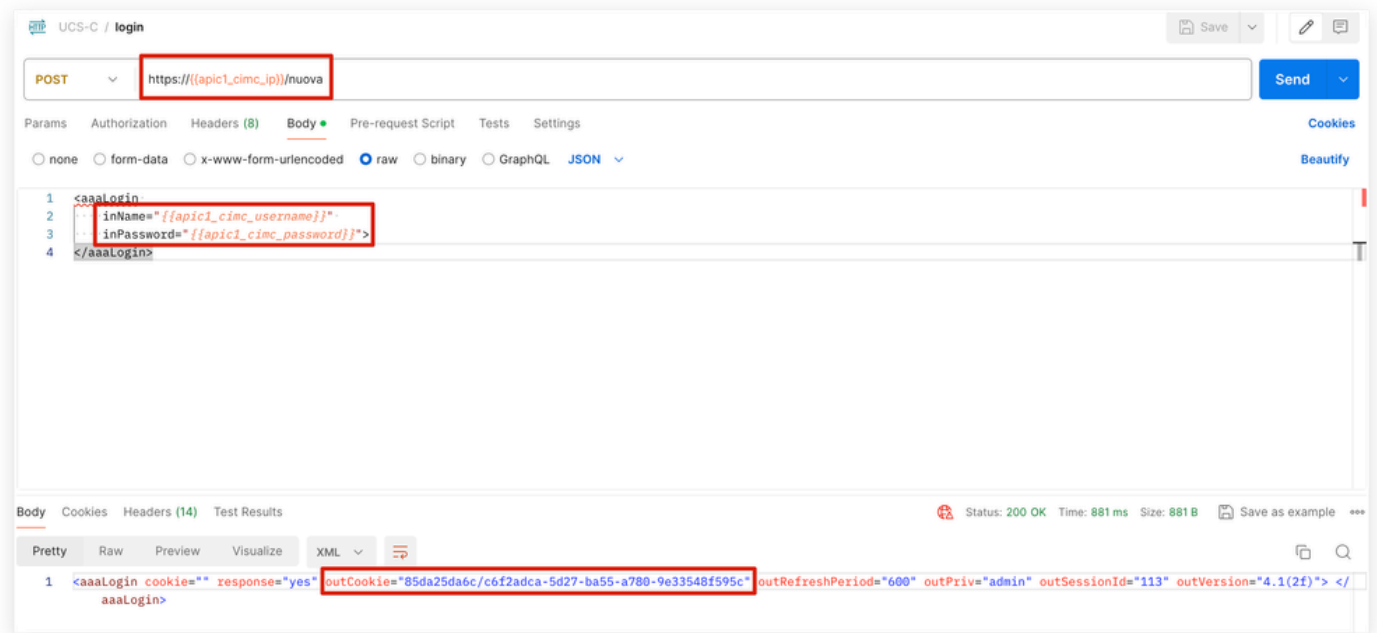 HTTP UCS-C / login Save
POST https://{{apic1_cimc_ip}}/nuova Send
Params Authorization Headers (8) Body Pre-request Script Tests Settings Cookies
none form-data x-www-form-urlencoded raw binary GraphQL JSON Beautify
1 <aaaLogin
2 inName="{{apic1_cimc_username}}"
3 inPassword="{{apic1_cimc_password}}">
4 </aaaLogin>
Body Cookies Headers (14) Test Results Status: 200 OK Time: 881 ms Size: 881 B Save as example
Pretty Raw Preview Visualize XML
1 <aaaLogin cookie="" response="yes" outCookie="85da25da6c/c6f2adca-5d27-ba55-a780-9e33548f595c" outRefreshPeriod="600" outPriv="admin" outSessionId="113" outVersion="4.1(2f)"> </
aaaLogin>